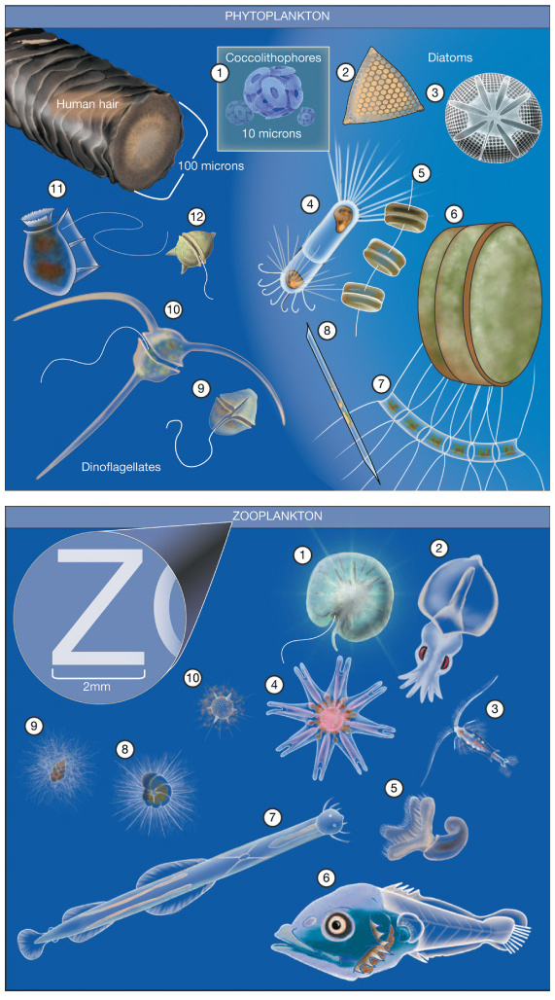 PHYTOPLANKTON
1
Coccolithophores
10 microns
2
Diatoms
3
Human hair
100 microns
4
5
6
11
12
10
8
7
9
Dinoflagellates
ZOOPLANKTON
Z
2mm
1
2
10
4
3
9
8
5
7
6